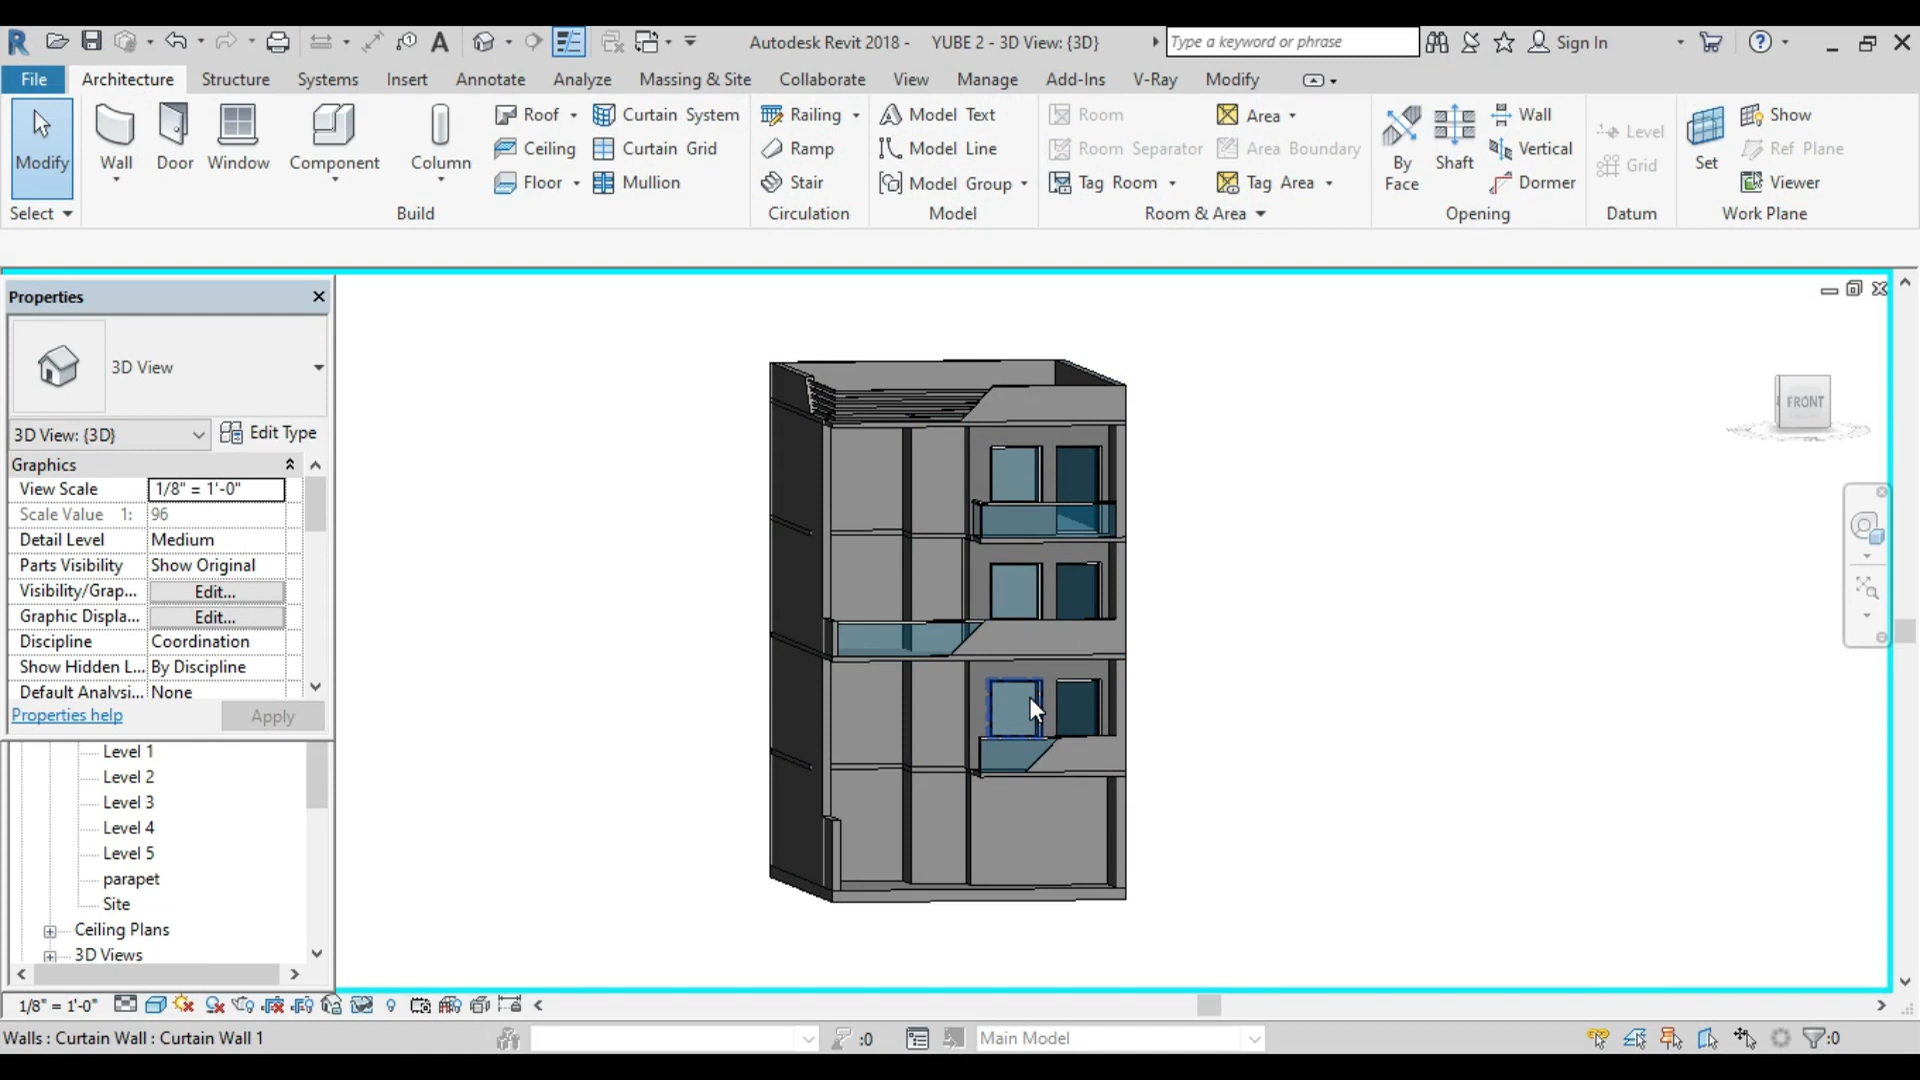 Autodesk Revit 2018 - YUBE 2 - 3D View: {3D}
Type a keyword or phrase
Sign In
File Architecture Structure Systems Insert Annotate Analyze Massing & Site Collaborate View Manage Add-Ins V-Ray Modify
Modify Wall Door Window Component Column
Roof Curtain System Railing Model Text Room Area Wall Show
Ceiling Curtain Grid Ramp Model Line Room Separator Area Boundary Vertical Level Ref Plane
Floor Mullion Stair Model Group Tag Room Tag Area Dormer Grid Viewer
By Face Shaft Set
Select Build Circulation Model Room & Area Opening Datum Work Plane
Properties
3D View
3D View: {3D} Edit Type
Graphics
View Scale 1/8" = 1'-0"
Scale Value 1: 96
Detail Level Medium
Parts Visibility Show Original
Visibility/Grap... Edit...
Graphic Displa... Edit...
Discipline Coordination
Show Hidden L... By Discipline
Default Analysi... None
Properties help Apply
Level 1
Level 2
Level 3
Level 4
Level 5
parapet
Site
Ceiling Plans
3D Views
FRONT
1/8" = 1'-0"
Walls : Curtain Wall : Curtain Wall 1 :0 Main Model :0